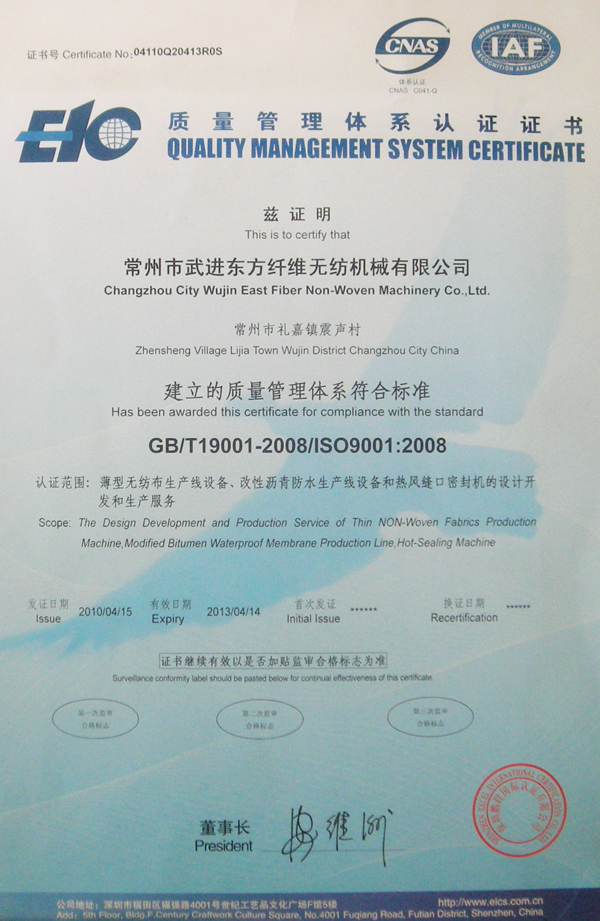 证书号 Certificate No: 04110Q20413R0S
CNAS
体系认证
CNAS C041-Q
MEMBER OF MULTILATERAL
IAF
RECOGNITION ARRANGEMENT
EIC
质量管理体系认证证书
QUALITY MANAGEMENT SYSTEM CERTIFICATE
兹证明
This is to certify that
常州市武进东方纤维无纺机械有限公司
Changzhou City Wujin East Fiber Non-Woven Machinery Co.,Ltd.
常州市礼嘉镇震声村
Zhensheng Village Lijia Town Wujin District Changzhou City China
建立的质量管理体系符合标准
Has been awarded this certificate for compliance with the standard
GB/T19001-2008/ISO9001:2008
认证范围: 薄型无纺布生产线设备、改性沥青防水生产线设备和热风缝口密封机的设计开
发和生产服务
Scope: The Design Development and Production Service of Thin NON-Woven Fabrics Production
Machine,Modified Bitumen Waterproof Membrane Production Line,Hot-Sealing Machine
发证日期 2010/04/15 有效日期 2013/04/14 首次发证 ****** 换证日期 ******
Issue Expiry Initial Issue Recertification
证书继续有效以是否加贴监审合格标志为准
Surveillance conformity label should be pasted below for continual effectiveness of this certificate.
第一次监审 第二次监审 第三次监审
合格标志 合格标志 合格标志
董事长
President
公司地址: 深圳市福田区福强路4001号世纪工艺品文化广场F馆5楼 http://www.eics.com.cn
Add: 5th Floor, Bldg.F,Century Craftwork Culture Square, No.4001 Fuqiang Road, Futian District, Shenzhen, China